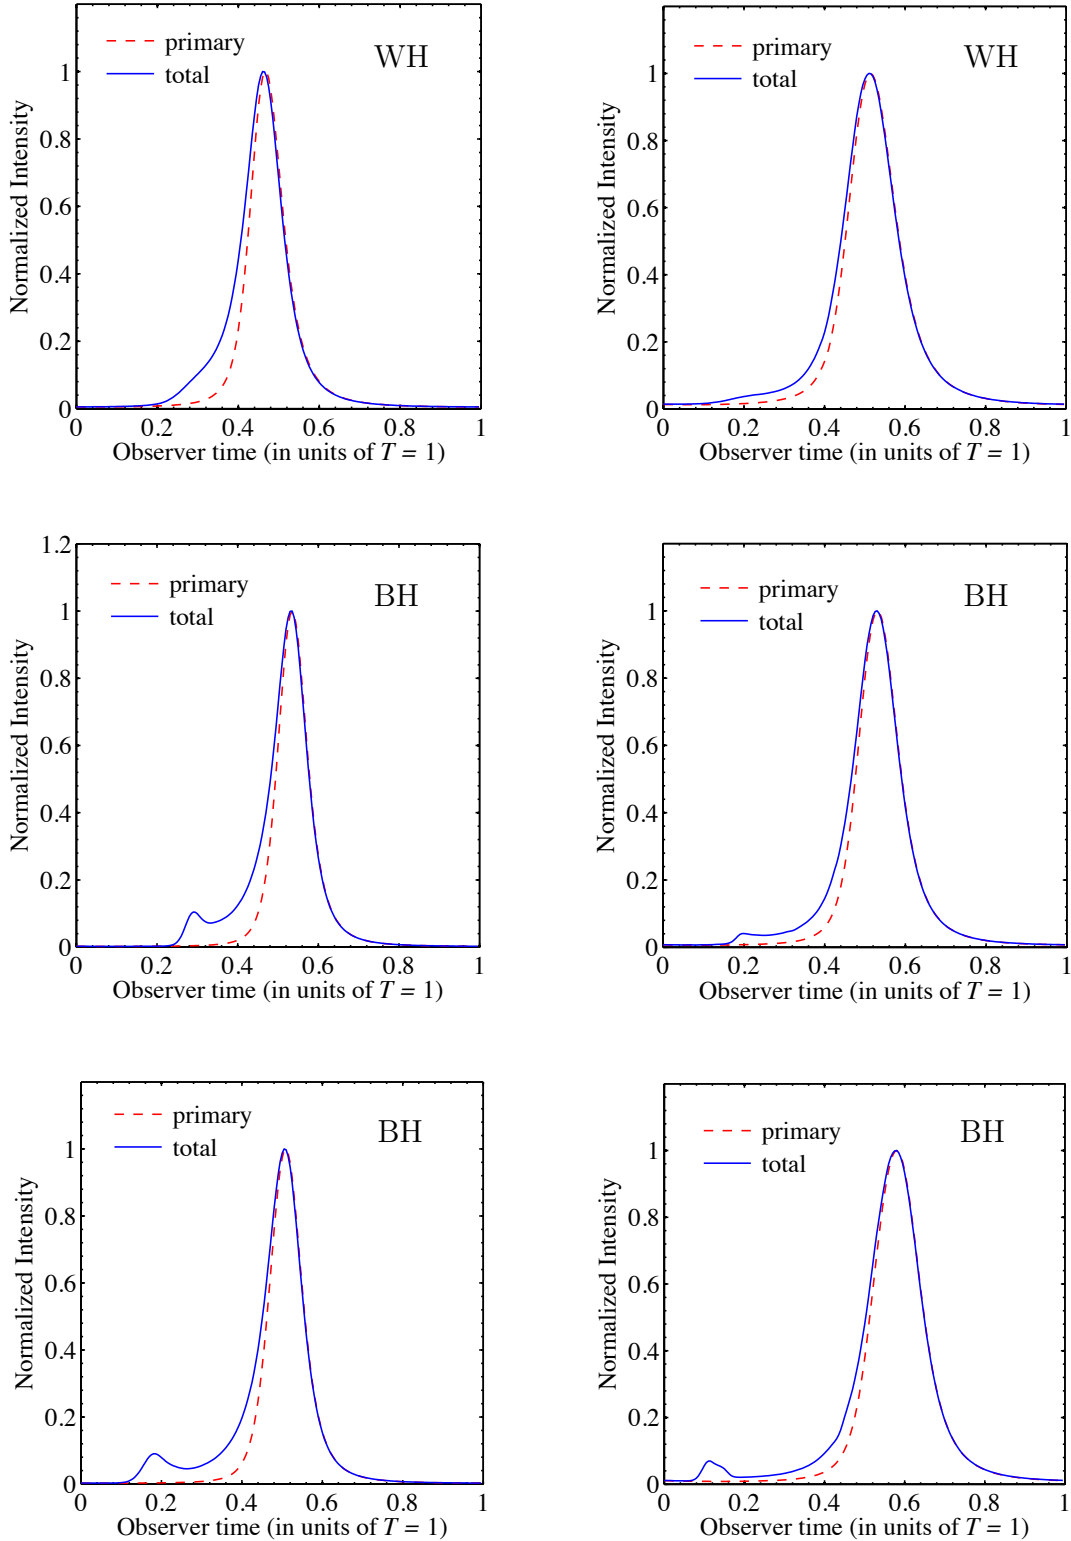 primary
total
WH
Normalized Intensity
1
0.8
0.6
0.4
0.2
0
0 0.2 0.4 0.6 0.8 1
Observer time (in units of T = 1)
primary
total
WH
Normalized Intensity
1
0.8
0.6
0.4
0.2
0
0 0.2 0.4 0.6 0.8 1
Observer time (in units of T = 1)
primary
total
BH
Normalized Intensity
1.2
1
0.8
0.6
0.4
0.2
0
0 0.2 0.4 0.6 0.8 1
Observer time (in units of T = 1)
primary
total
BH
Normalized Intensity
1
0.8
0.6
0.4
0.2
0
0 0.2 0.4 0.6 0.8 1
Observer time (in units of T = 1)
primary
total
BH
Normalized Intensity
1
0.8
0.6
0.4
0.2
0
0 0.2 0.4 0.6 0.8 1
Observer time (in units of T = 1)
primary
total
BH
Normalized Intensity
1
0.8
0.6
0.4
0.2
0
0 0.2 0.4 0.6 0.8 1
Observer time (in units of T = 1)